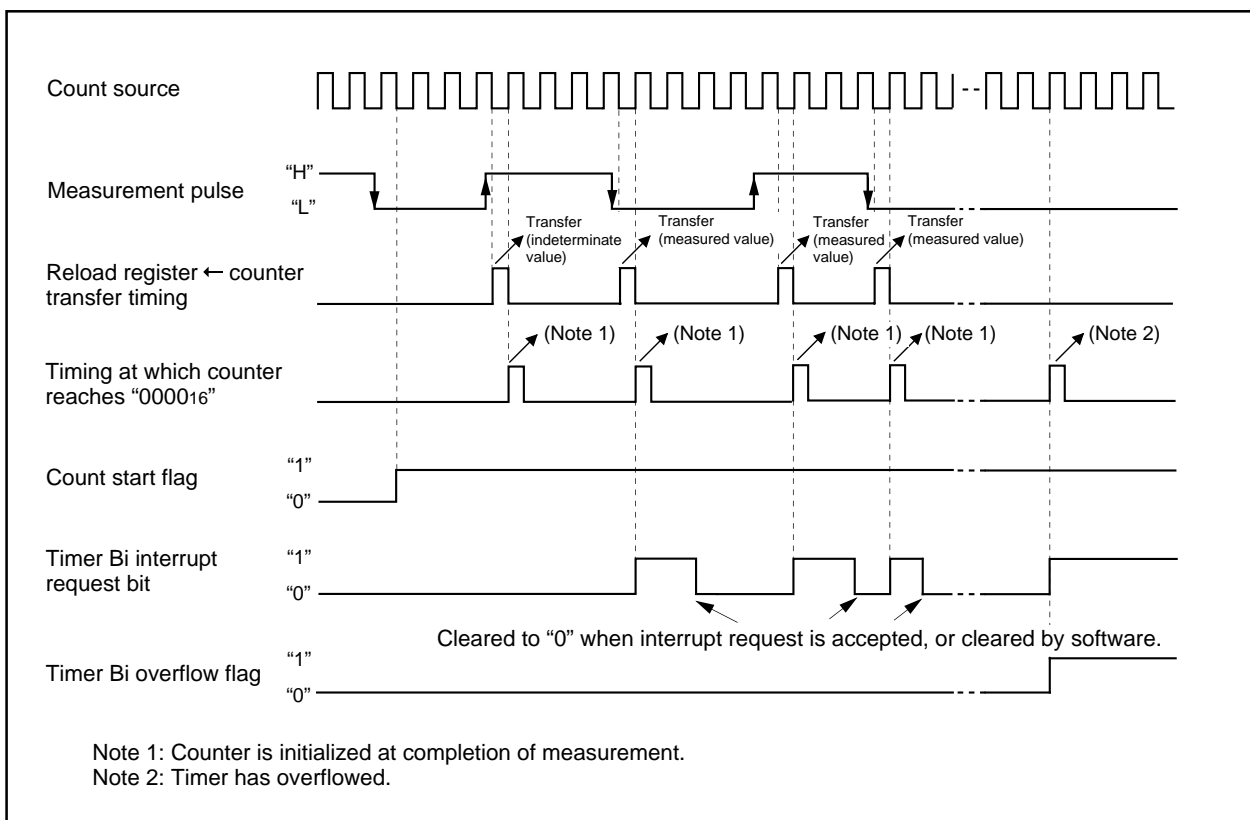 Count source
Measurement pulse
“H”
“L”
Transfer
(indeterminate
value)
Transfer
(measured value)
Transfer
(measured
value)
Transfer
(measured value)
Reload register ← counter
transfer timing
(Note 1)
(Note 1)
(Note 1)
(Note 1)
(Note 2)
Timing at which counter
reaches “000016”
Count start flag
“1”
“0”
Timer Bi interrupt
request bit
“1”
“0”
Cleared to “0” when interrupt request is accepted, or cleared by software.
Timer Bi overflow flag
“1”
“0”
Note 1: Counter is initialized at completion of measurement.
Note 2: Timer has overflowed.